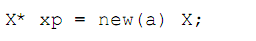 X* xp = new(a) X;